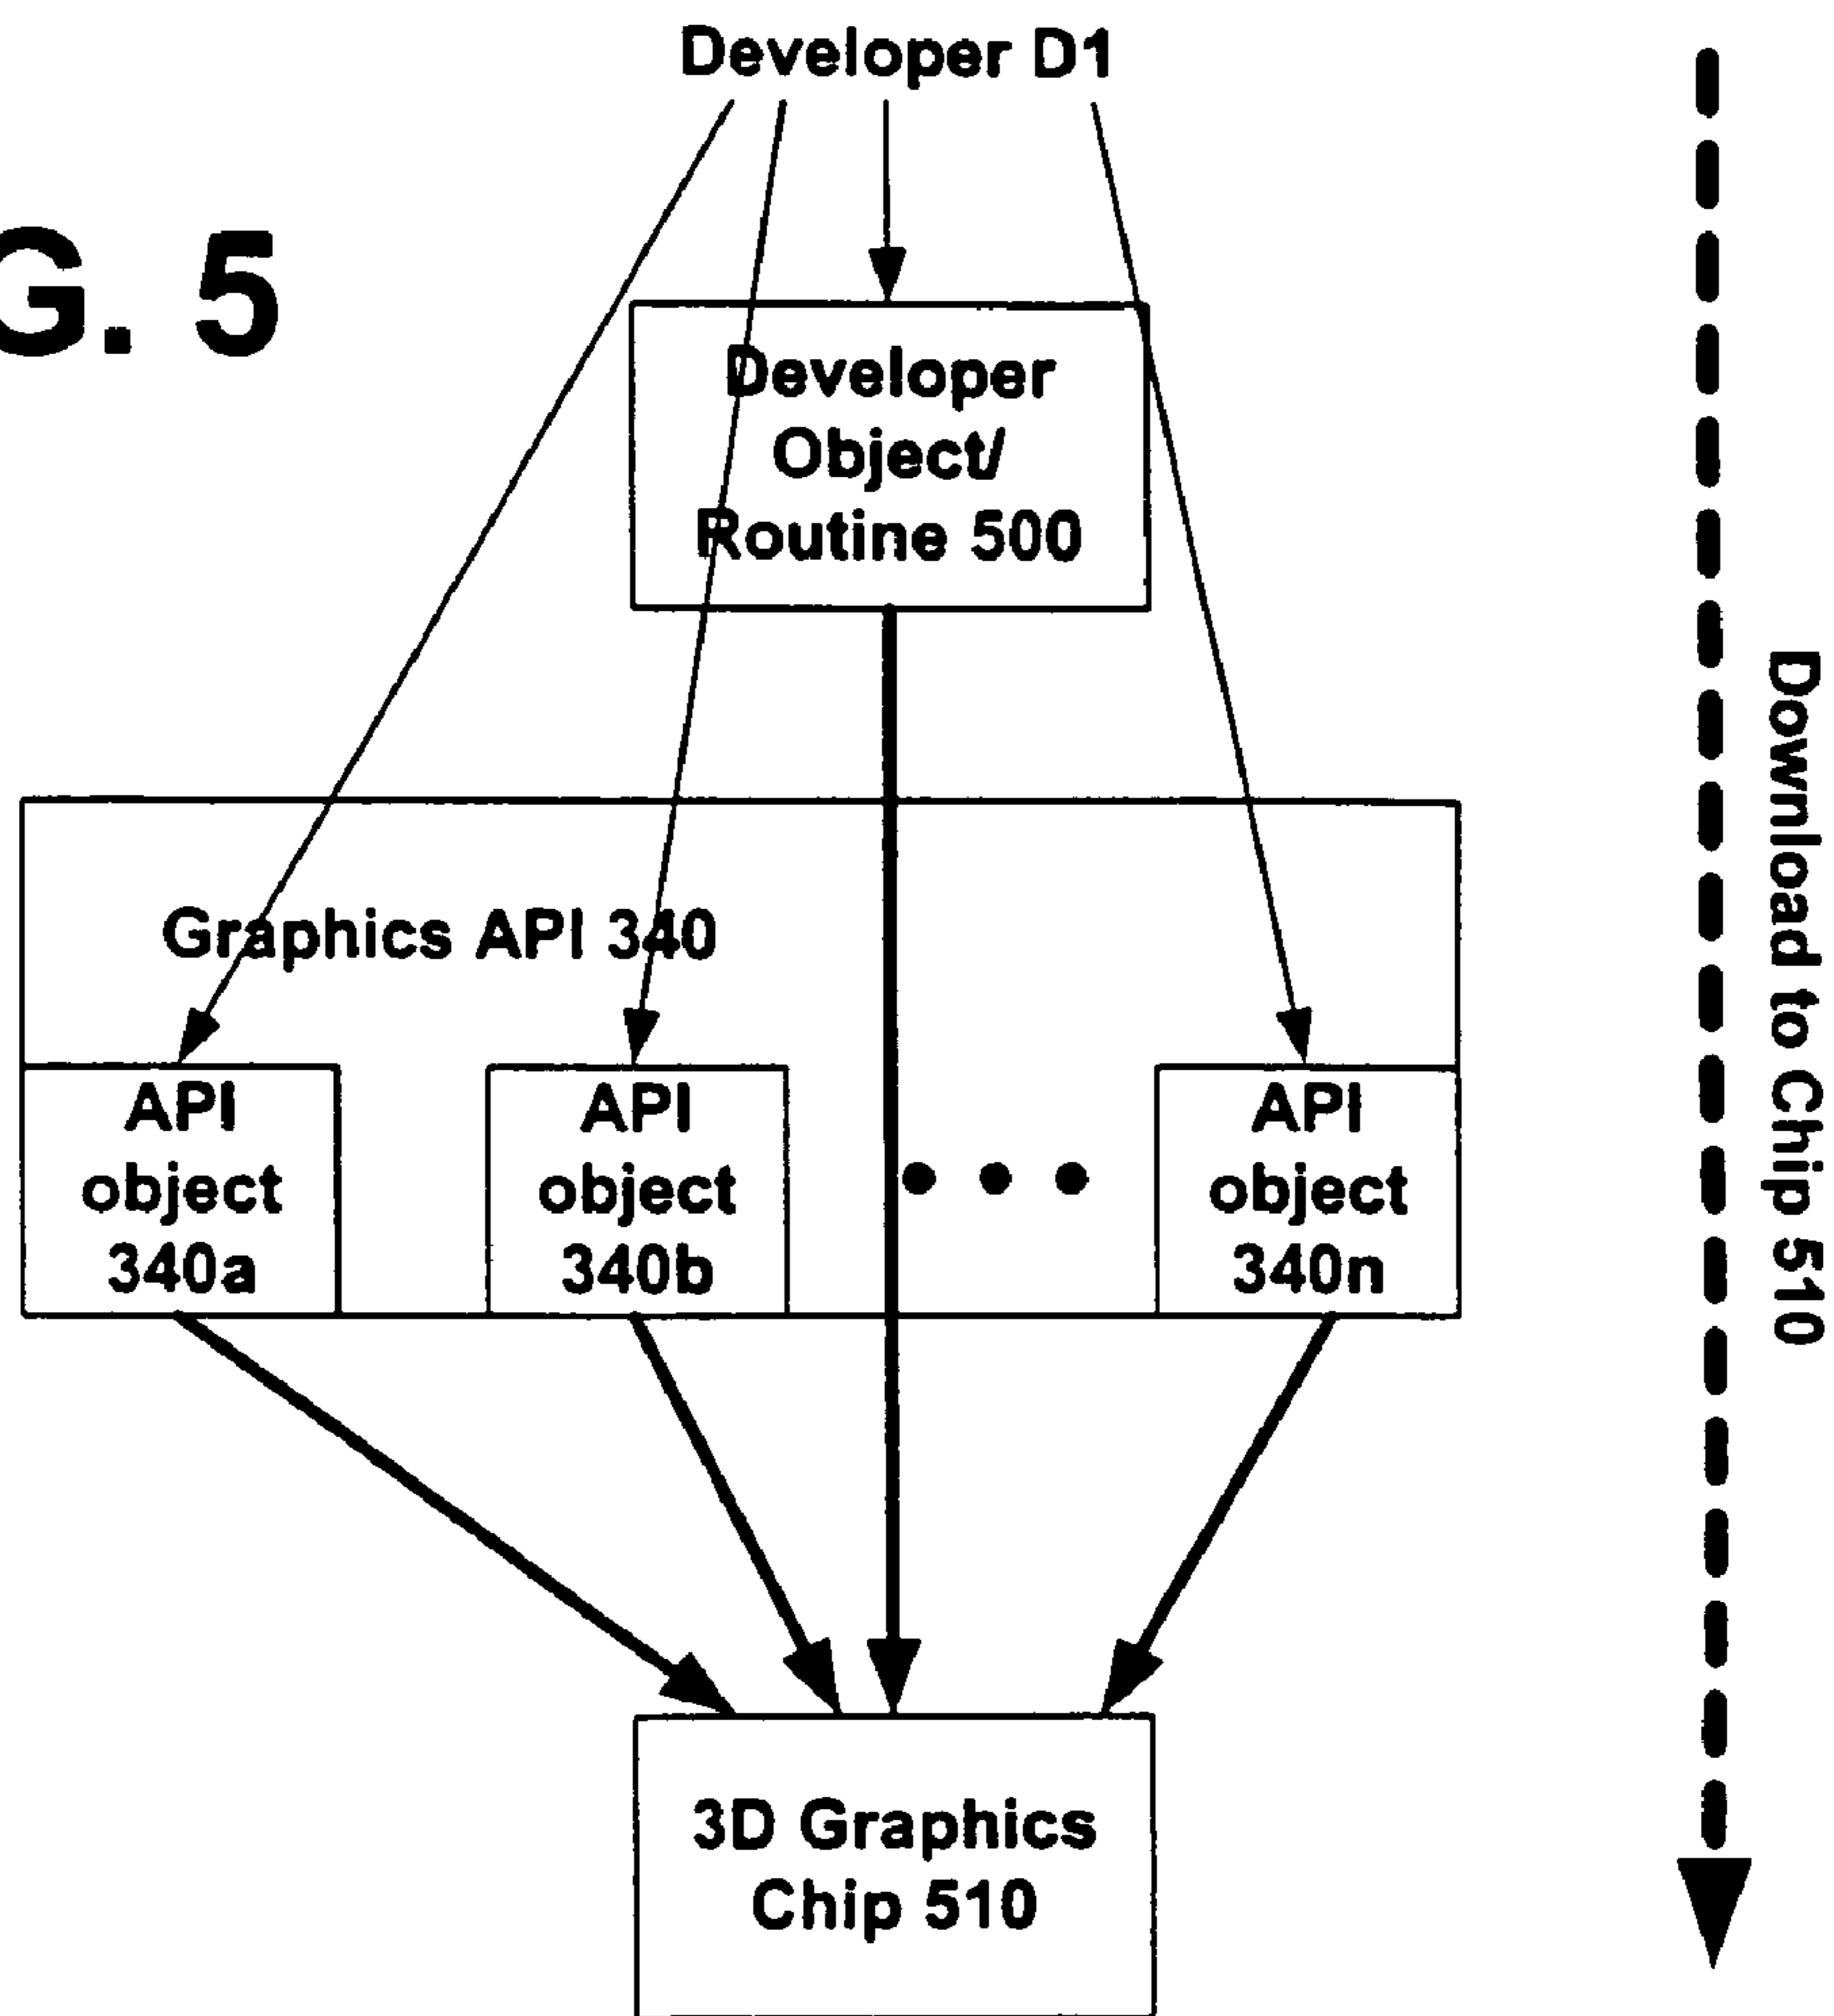 Developer D1
G. 5
Developer
Object/
Routine 500
Graphics API 340
API
object
340a
API
object
340b
API
object
340n
3D Graphics
Chip 510
Download to Chip 510